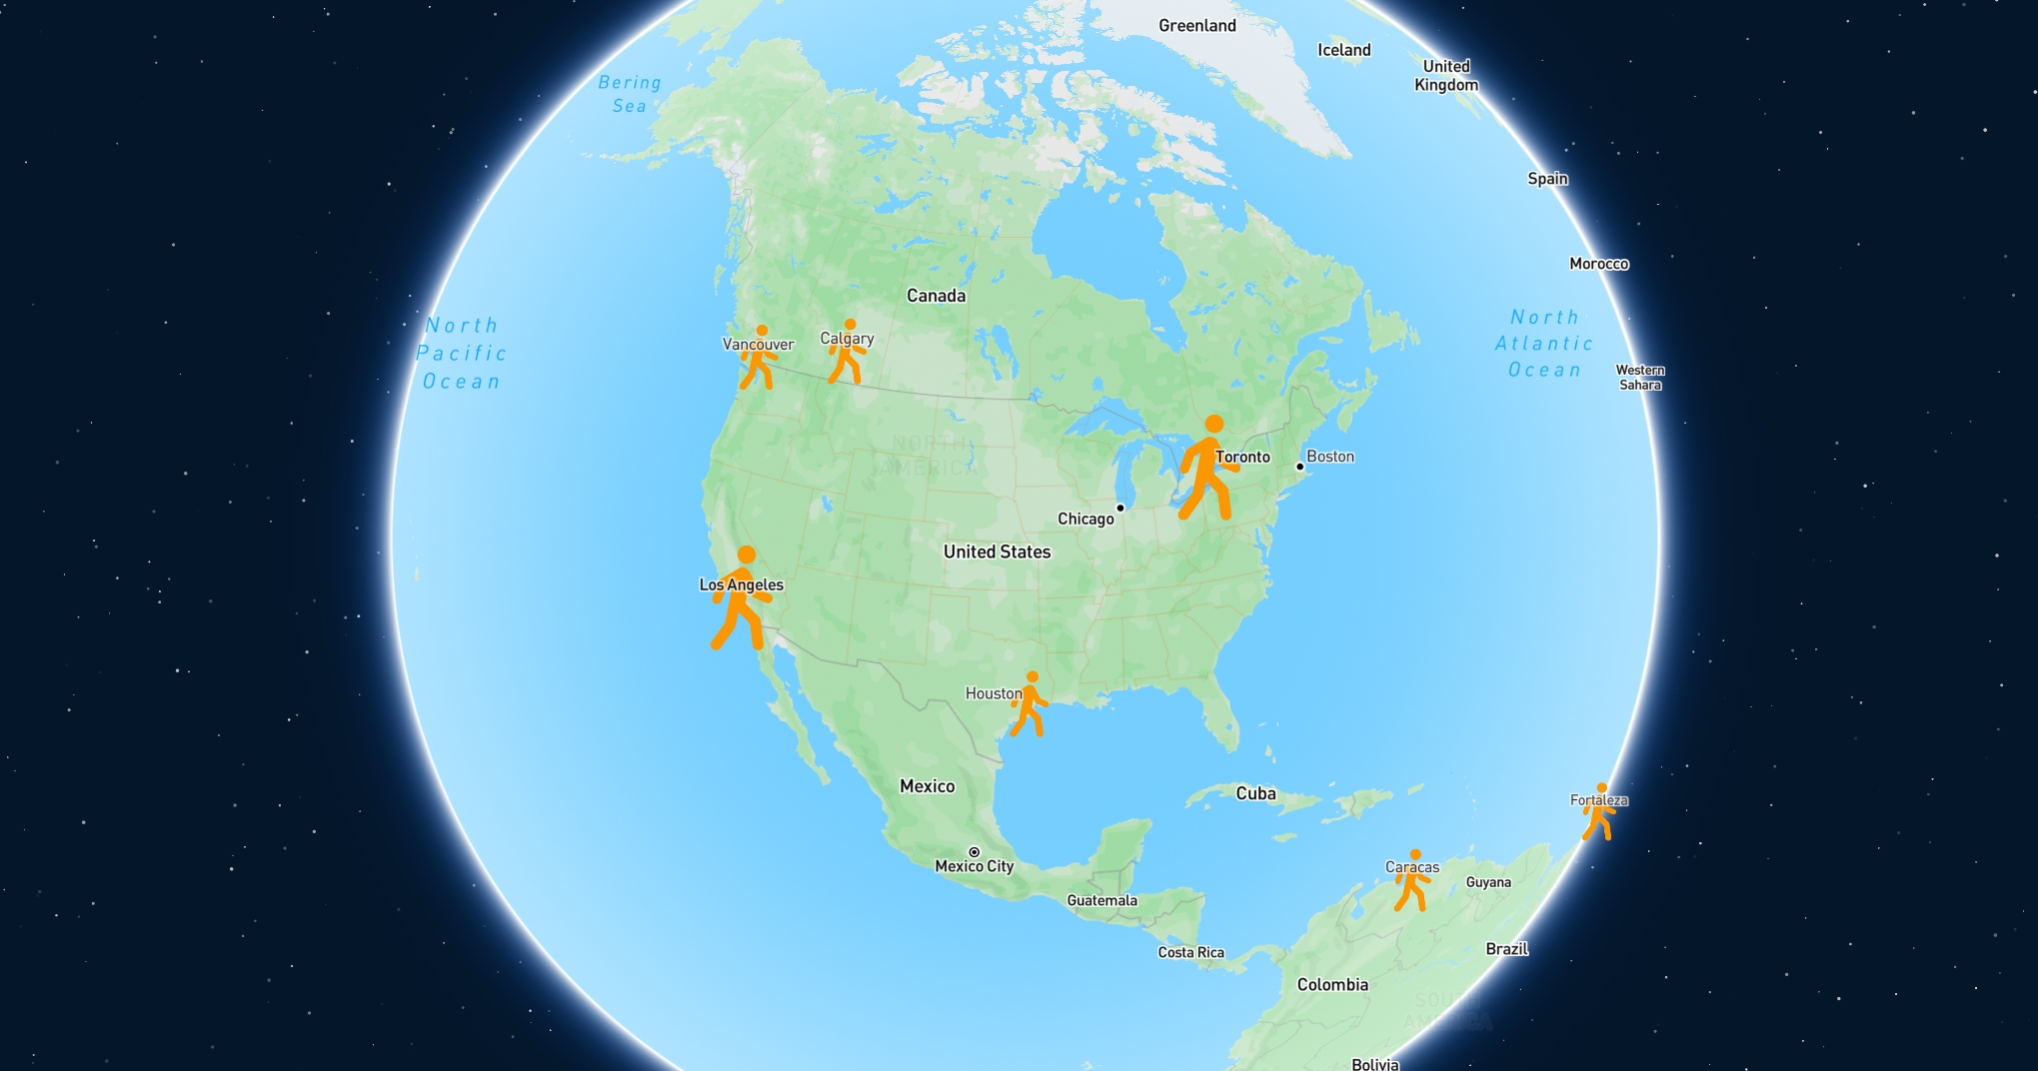 Greenland
Iceland
United
Kingdom
Bering
Sea
Spain
Morocco
Canada
North
Pacific
Ocean
North
Atlantic
Ocean
Vancouver
Calgary
Western
Sahara
NORTH
AMERICA
Toronto
Boston
Chicago
United States
Los Angeles
Houston
Mexico
Cuba
Fortaleza
Mexico City
Caracas
Guyana
Guatemala
Costa Rica
Brazil
Colombia
SOUTH
AMERICA
Bolivia